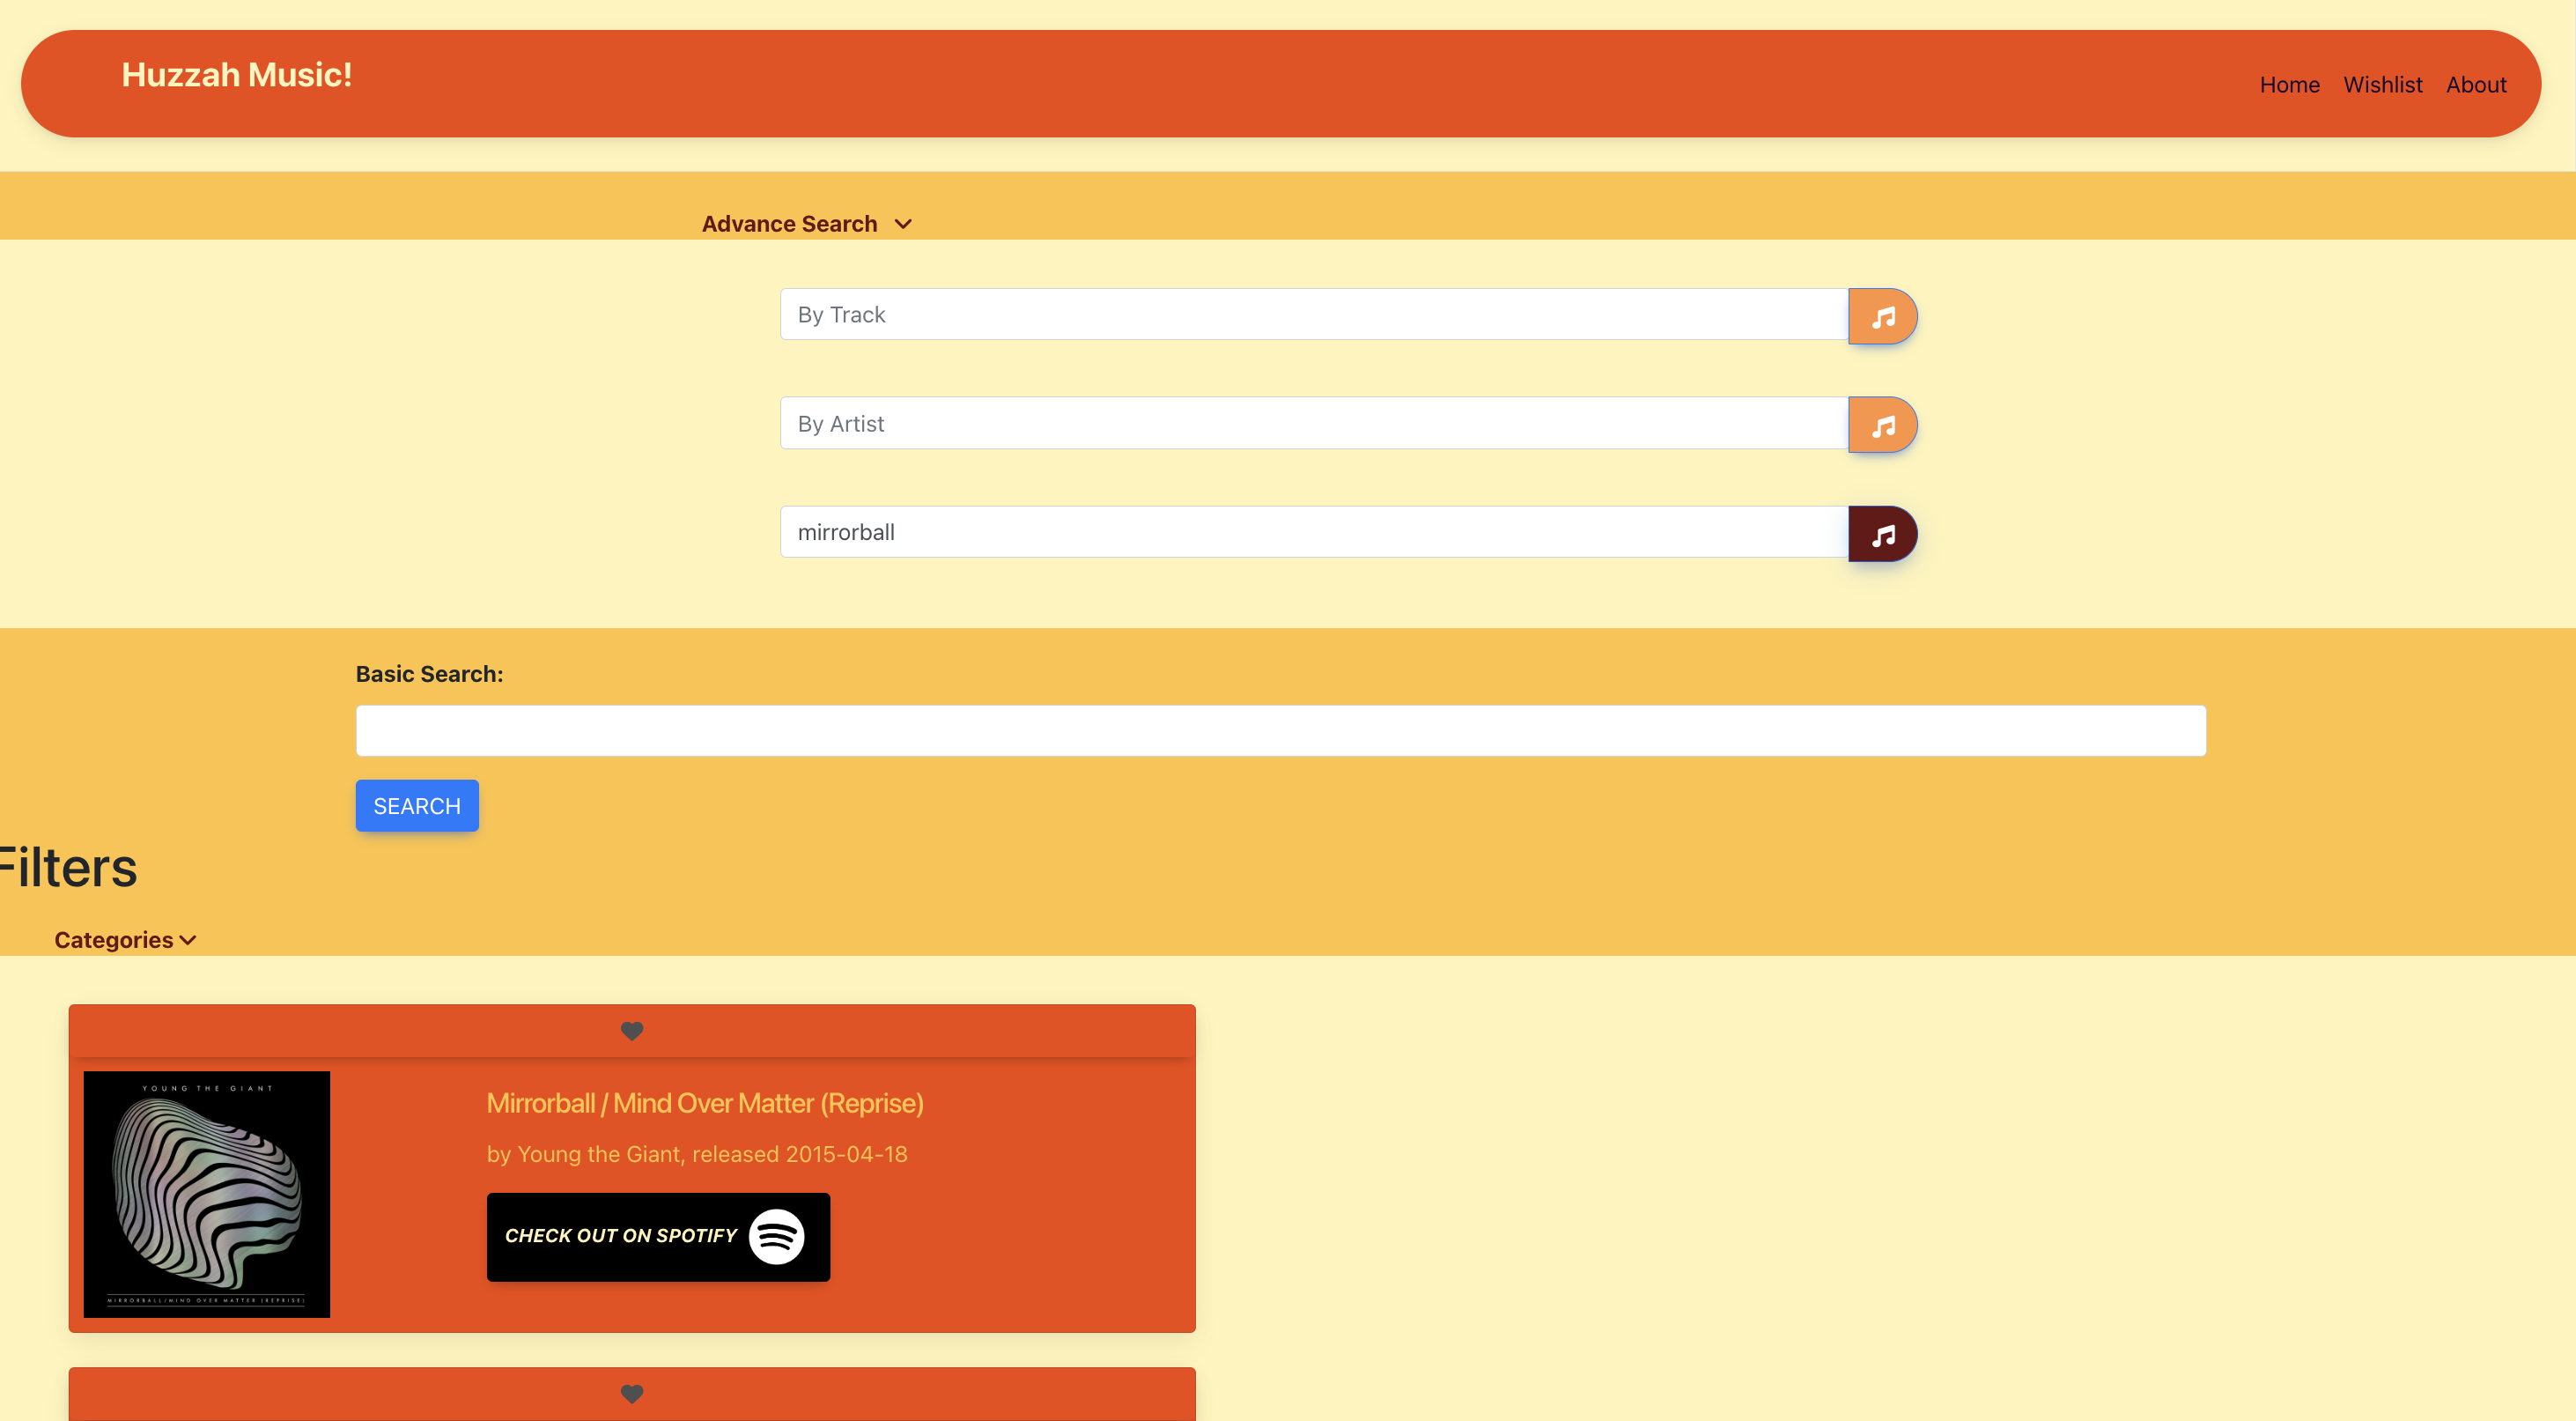 Huzzah Music!
Home Wishlist About
Advance Search
By Track
By Artist
mirrorball
Basic Search:
SEARCH
Filters
Categories
YOUNG THE GIANT
MIRRORBALL/MIND OVER MATTER (REPRISE)
Mirrorball / Mind Over Matter (Reprise)
by Young the Giant, released 2015-04-18
CHECK OUT ON SPOTIFY